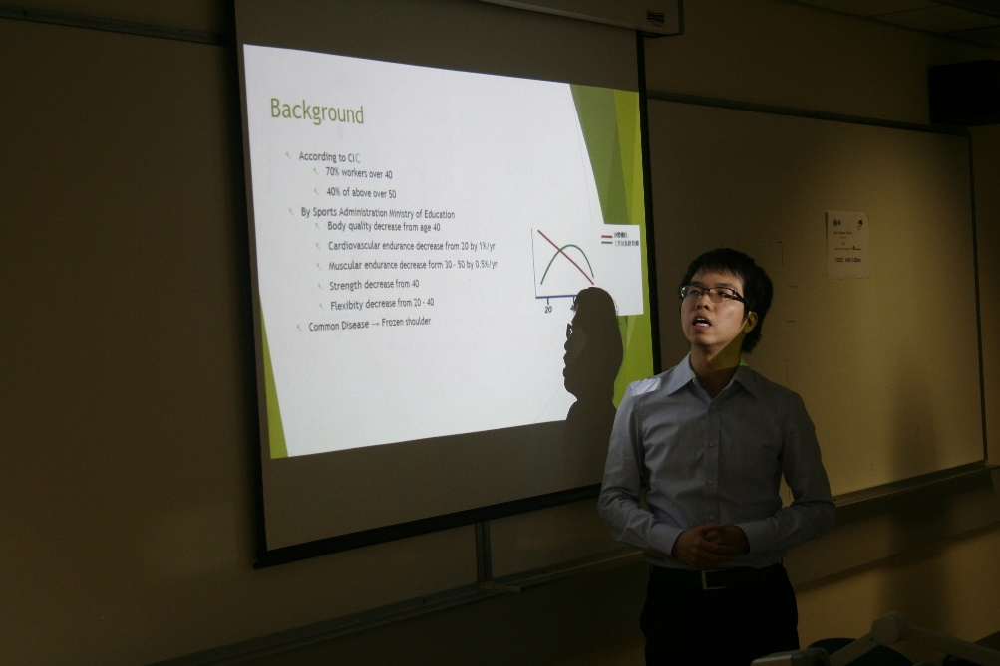 Background
According to CIC
70% workers over 40
40% of above over 50
By Sports Administration Ministry of Education
Body quality decrease from age 40
Cardiovascular endurance decrease from 20 by 1%/yr
Muscular endurance decrease form 30 - 50 by 0.5%/yr
Strength decrease from 40
Flexibity decrease from 20 - 40
Common Disease → Frozen shoulder
20